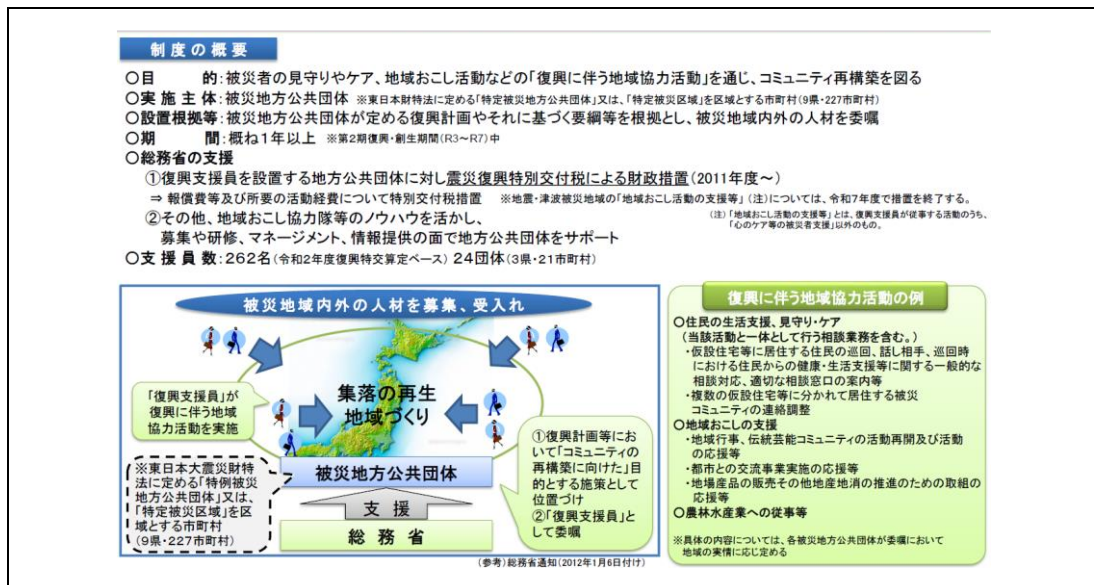 制度の概要
○目　　的：被災者の見守りやケア、地域おこし活動などの「復興に伴う地域協力活動」を通じ、コミュニティ再構築を図る
○実施主体：被災地方公共団体 ※東日本財特法に定める「特定被災地方公共団体」又は、「特定被災区域」を区域とする市町村(9県・227市町村)
○設置根拠等：被災地方公共団体が定める復興計画やそれに基づく要綱等を根拠とし、被災地域内外の人材を委嘱
○期　　間：概ね1年以上 ※第2期復興・創生期間(R3～R7)中
○総務省の支援
①復興支援員を設置する地方公共団体に対し震災復興特別交付税による財政措置(2011年度～)
⇒ 報償費等及び所要の活動経費について特別交付税措置 ※地震・津波被災地域の「地域おこし活動の支援等」(注)については、令和7年度で措置を終了する。
②その他、地域おこし協力隊等のノウハウを活かし、
募集や研修、マネージメント、情報提供の面で地方公共団体をサポート
(注)「地域おこし活動の支援等」とは、復興支援員が従事する活動のうち、
「心のケア等の被災者支援」以外のもの。
○支援員数：262名(令和2年度復興特交算定ベース) 24団体(3県・21市町村)
被災地域内外の人材を募集、受入れ
「復興支援員」が
復興に伴う地域
協力活動を実施
集落の再生
地域づくり
※東日本大震災財特
法に定める「特例被災
地方公共団体」又は、
「特定被災区域」を区
域とする市町村
(9県・227市町村)
被災地方公共団体
支援
総務省
①復興計画等にお
いて「コミュニティの
再構築に向けた」目
的とする施策として
位置づけ
②「復興支援員」と
して委嘱
(参考)総務省通知(2012年1月6日付け)
復興に伴う地域協力活動の例
○住民の生活支援、見守り・ケア
(当該活動と一体として行う相談業務を含む。)
・仮設住宅等に居住する住民の巡回、話し相手、巡回時
における住民からの健康・生活支援等に関する一般的な
相談対応、適切な相談窓口の案内等
・複数の仮設住宅等に分かれて居住する被災
コミュニティの連絡調整
○地域おこしの支援
・地域行事、伝統芸能コミュニティの活動再開及び活動
の応援等
・都市との交流事業実施の応援等
・地場産品の販売その他地産地消の推進のための取組の
応援等
○農林水産業への従事等
※具体の内容については、各被災地方公共団体が委嘱において
地域の実情に応じ定める